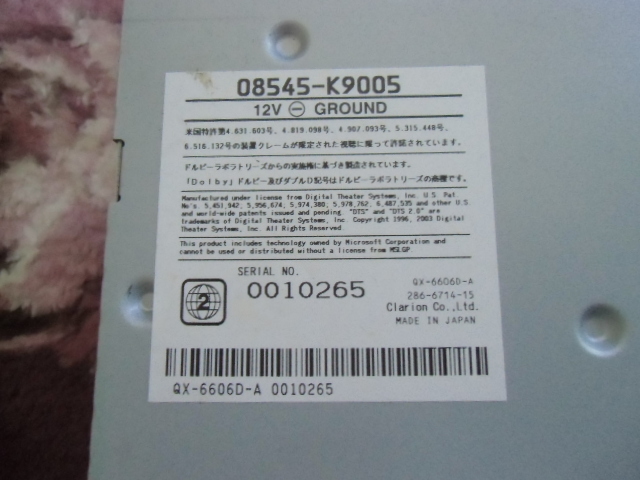 08545-K9005
12V ⊖ GROUND
米国特許第4.631.603号、4.819.098号、4.907.093号、5.315.448号、
6.516.132号の装置クレームが確定された視聴に限って許諾されています。
ドルビーラボラトリーズからの実施権に基づき製造されています。
「Dolby」ドルビー及びダブルD記号はドルビーラボラトリーズの商標です。
Manufactured under license from Digital Theater Systems, Inc. U.S. Pat.
No's. 5,451,942, 5,956,674, 5,974,380, 5,978,762, 6,487,535 and other U.S.
and world-wide patents issued and pending. "DTS" and "DTS 2.0" are
trademarks of Digital Theater Systems, Inc. Copyright 1996, 2003 Digital
Theater Systems, Inc. All Rights Reserved.
This product includes technology owned by Microsoft Corporation and
cannot be used or distributed without a license from MSLGP.
SERIAL NO.
2
0010265
QX-6606D-A
286-6714-15
Clarion Co.,Ltd.
MADE IN JAPAN
QX-6606D-A 0010265